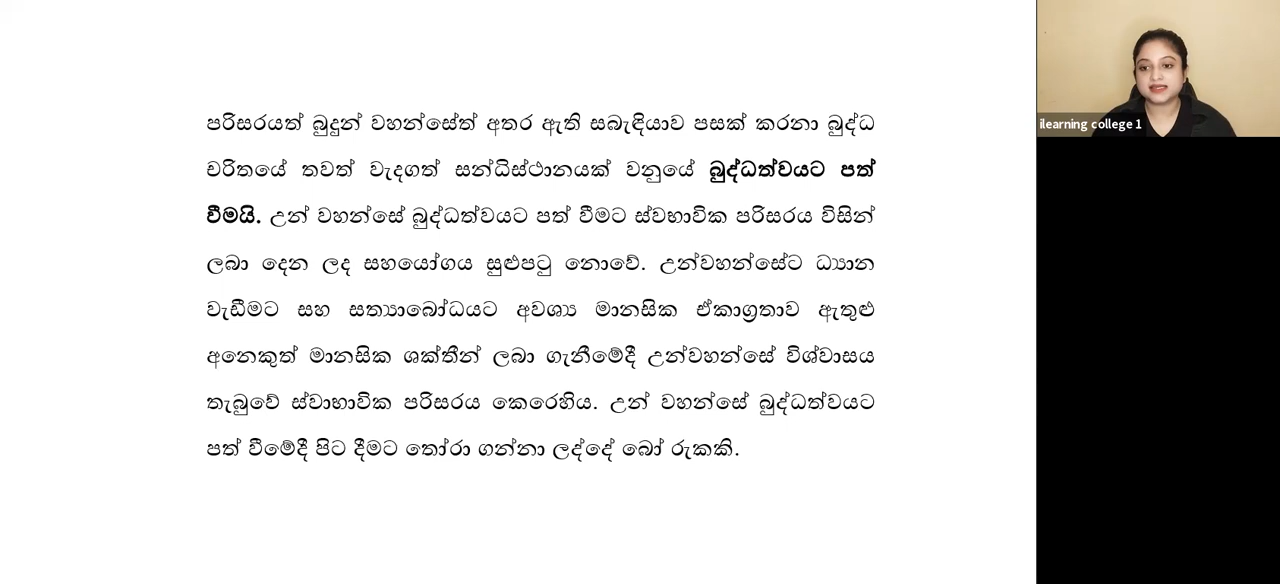 පරිසරයත් බුදුන් වහන්සේත් අතර ඇති සබැඳියාව පසක් කරනා බුද්ධ
චරිතයේ තවත් වැදගත් සන්ධිස්ථානයක් වනුයේ බුද්ධත්වයට පත්
වීමයි. උන් වහන්සේ බුද්ධත්වයට පත් වීමට ස්වභාවික පරිසරය විසින්
ලබා දෙන ලද සහයෝගය සුළුපටු නොවේ. උන්වහන්සේට ධ්‍යාන
වැඩීමට සහ සත්‍යාබෝධයට අවශ්‍ය මානසික ඒකාග්‍රතාව ඇතුළු
අනෙකුත් මානසික ශක්තීන් ලබා ගැනීමේදී උන්වහන්සේ විශ්වාසය
තැබුවේ ස්වාභාවික පරිසරය කෙරෙහිය. උන් වහන්සේ බුද්ධත්වයට
පත් වීමේදී පිට දීමට තෝරා ගන්නා ලද්දේ බෝ රුකකි.
ilearning college 1